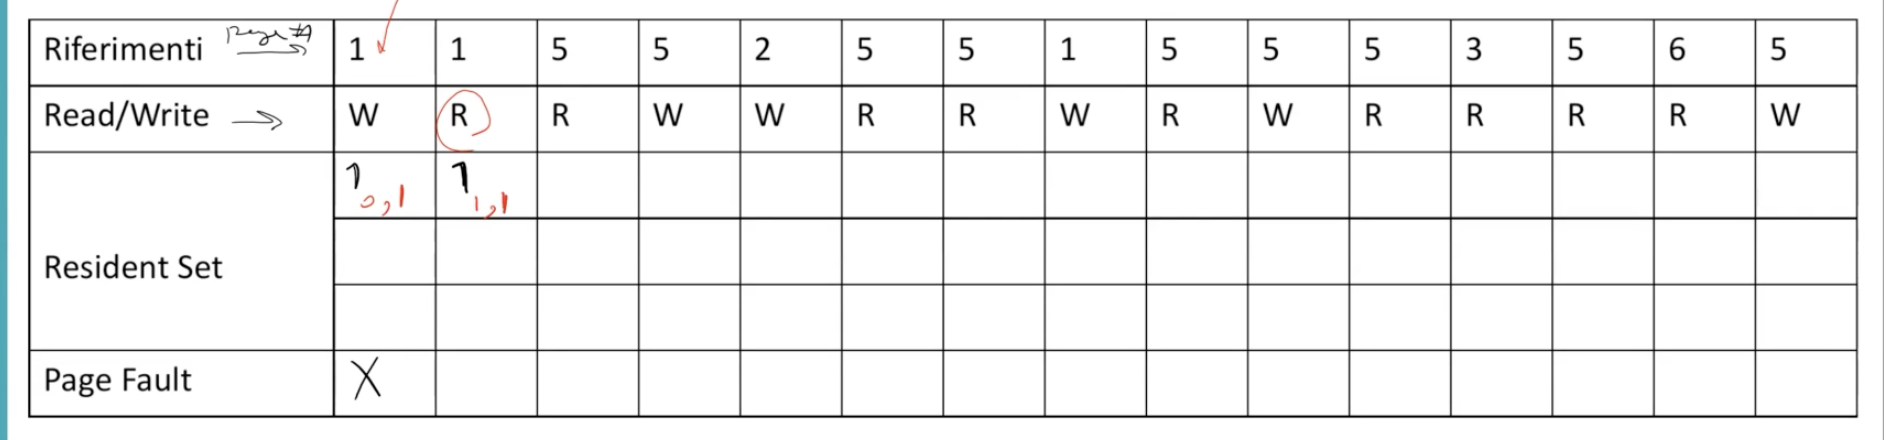 Riferimenti page # 1 1 5 5 2 5 5 1 5 5 5 3 5 6 5
Read/Write → W R R W W R R W R W R R R R W
1 0,1 1 1,1
Resident Set
Page Fault X